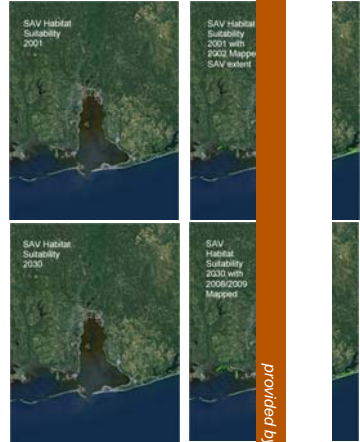 SAV Habitat
Suitability
2001
SAV Habitat
Suitability
2001 with
2002 Mappe
SAV extent
SAV Habitat
Suitability
2030
SAV
Habitat
Suitability
2030 with
2008/2009
Mapped
provided by